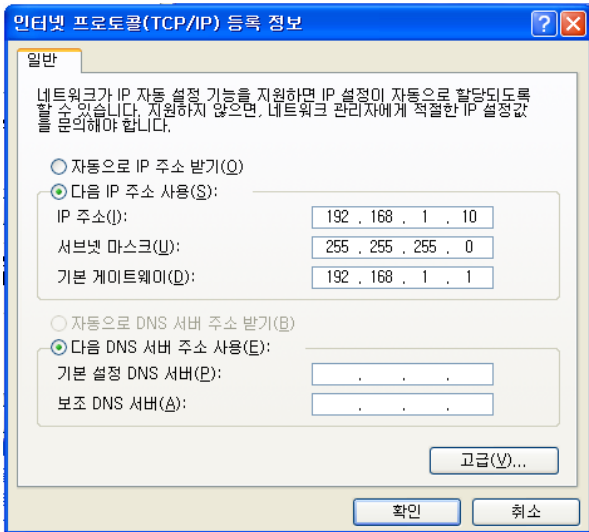 인터넷 프로토콜(TCP/IP) 등록 정보
일반
네트워크가 IP 자동 설정 기능을 지원하면 IP 설정이 자동으로 할당되도록
할 수 있습니다. 지원하지 않으면, 네트워크 관리자에게 적절한 IP 설정값
을 문의해야 합니다.
자동으로 IP 주소 받기(O)
다음 IP 주소 사용(S):
IP 주소(I): 192 . 168 . 1 . 10
서브넷 마스크(U): 255 . 255 . 255 . 0
기본 게이트웨이(D): 192 . 168 . 1 . 1
자동으로 DNS 서버 주소 받기(B)
다음 DNS 서버 주소 사용(E):
기본 설정 DNS 서버(P): . . .
보조 DNS 서버(A): . . .
고급(V)...
확인 취소